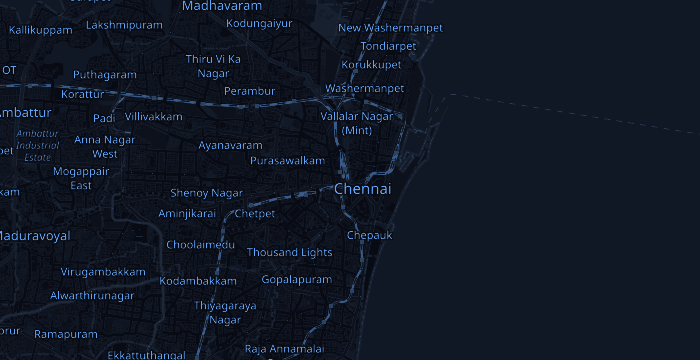 Madhavaram
Kodungaiyur
Lakshmipuram
Kallikuppam
New Washermanpet
Tondiarpet
Korukkupet
Thiru Vi Ka
Nagar
OT
Puthagaram
Korattur
Perambur
Washermanpet
Ambattur
Padi
Villivakkam
Vallalar Nagar
(Mint)
Ambattur
Industrial
Estate
Anna Nagar
West
Ayanavaram
Purasawalkam
Mogappair
East
Shenoy Nagar
Chennai
Aminjikarai
Chetpet
Maduravoyal
Choolaimedu
Chepauk
Thousand Lights
Virugambakkam
Kodambakkam
Gopalapuram
Alwarthirunagar
Thiyagaraya
Nagar
Ramapuram
Raja Annamalai
Ekkattuthangal